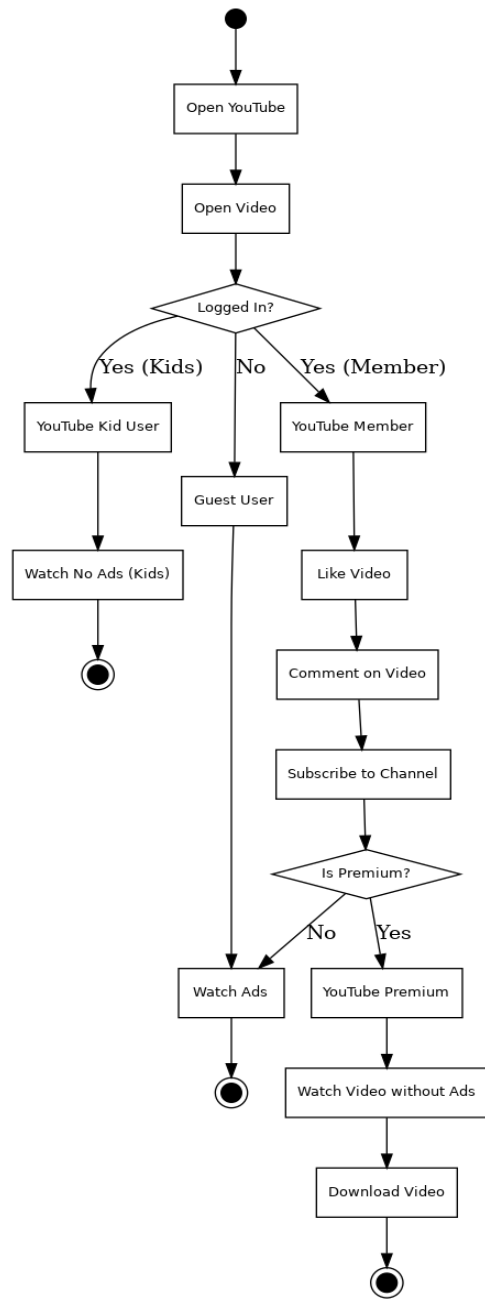 Open YouTube
Open Video
Logged In?
Yes (Kids)
No
Yes (Member)
YouTube Kid User
YouTube Member
Guest User
Watch No Ads (Kids)
Like Video
Comment on Video
Subscribe to Channel
Is Premium?
No
Yes
Watch Ads
YouTube Premium
Watch Video without Ads
Download Video